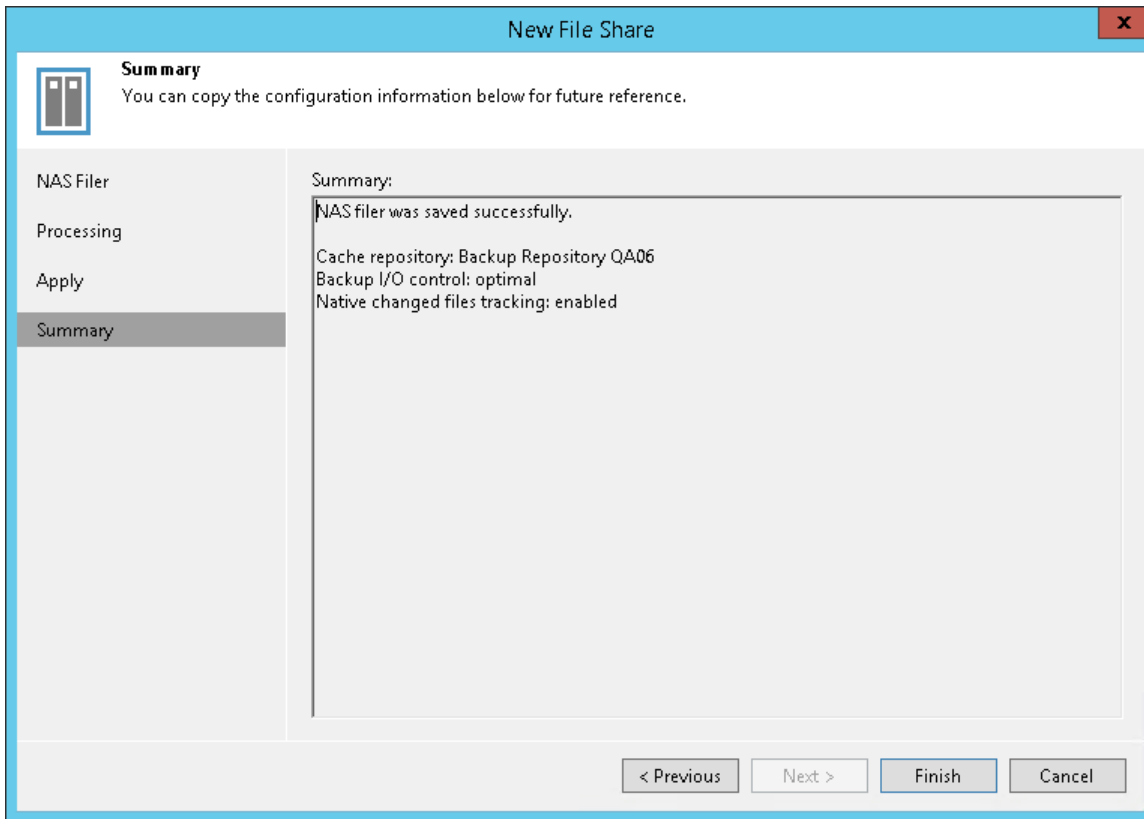 New File Share
x
Summary
You can copy the configuration information below for future reference.
NAS Filer
Processing
Apply
Summary
Summary:
NAS filer was saved successfully.
Cache repository: Backup Repository QA06
Backup I/O control: optimal
Native changed files tracking: enabled
< Previous
Next >
Finish
Cancel